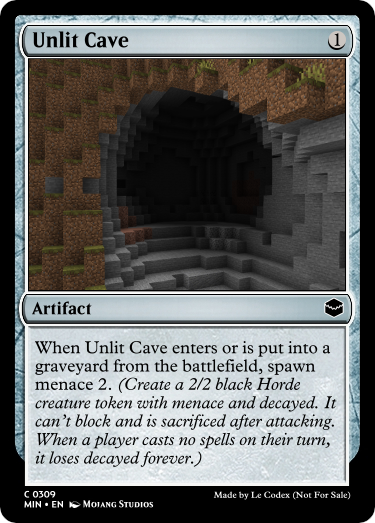 Unlit Cave 1
Artifact
When Unlit Cave enters or is put into a
graveyard from the battlefield, spawn
menace 2. (Create a 2/2 black Horde
creature token with menace and decayed. It
can't block and is sacrificed after attacking.
When a player casts no spells on their turn,
it loses decayed forever.)
C 0309
MIN • EN Mojang Studios
Made by Le Codex (Not For Sale)